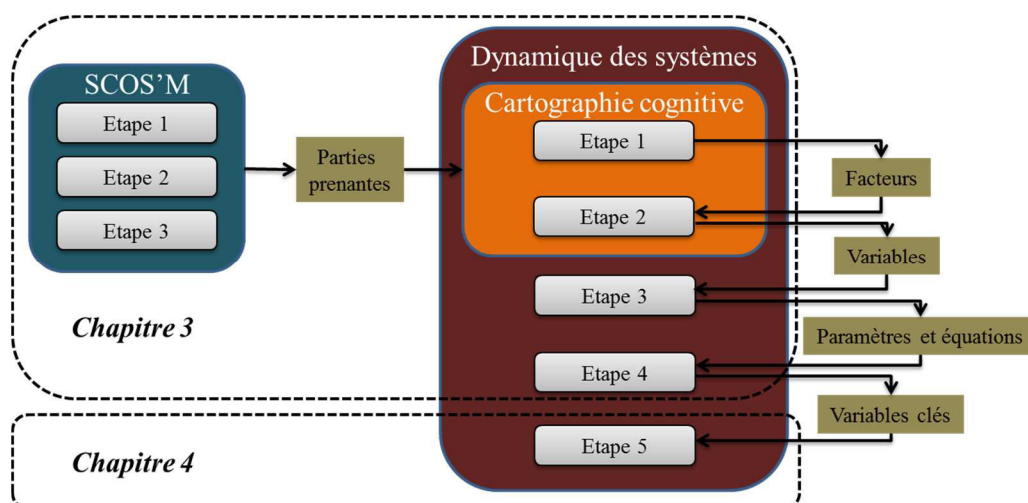 SCOS'M
Etape 1
Etape 2
Etape 3
Parties
prenantes
Dynamique des systèmes
Cartographie cognitive
Etape 1
Etape 2
Etape 3
Etape 4
Etape 5
Facteurs
Variables
Paramètres et équations
Variables clés
Chapitre 3
Chapitre 4